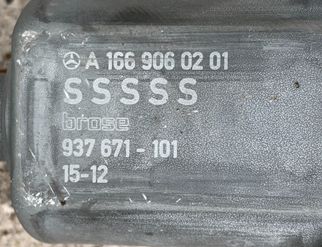 A 166 906 02 01
SSSSS
brose
937 671 - 101
15-12